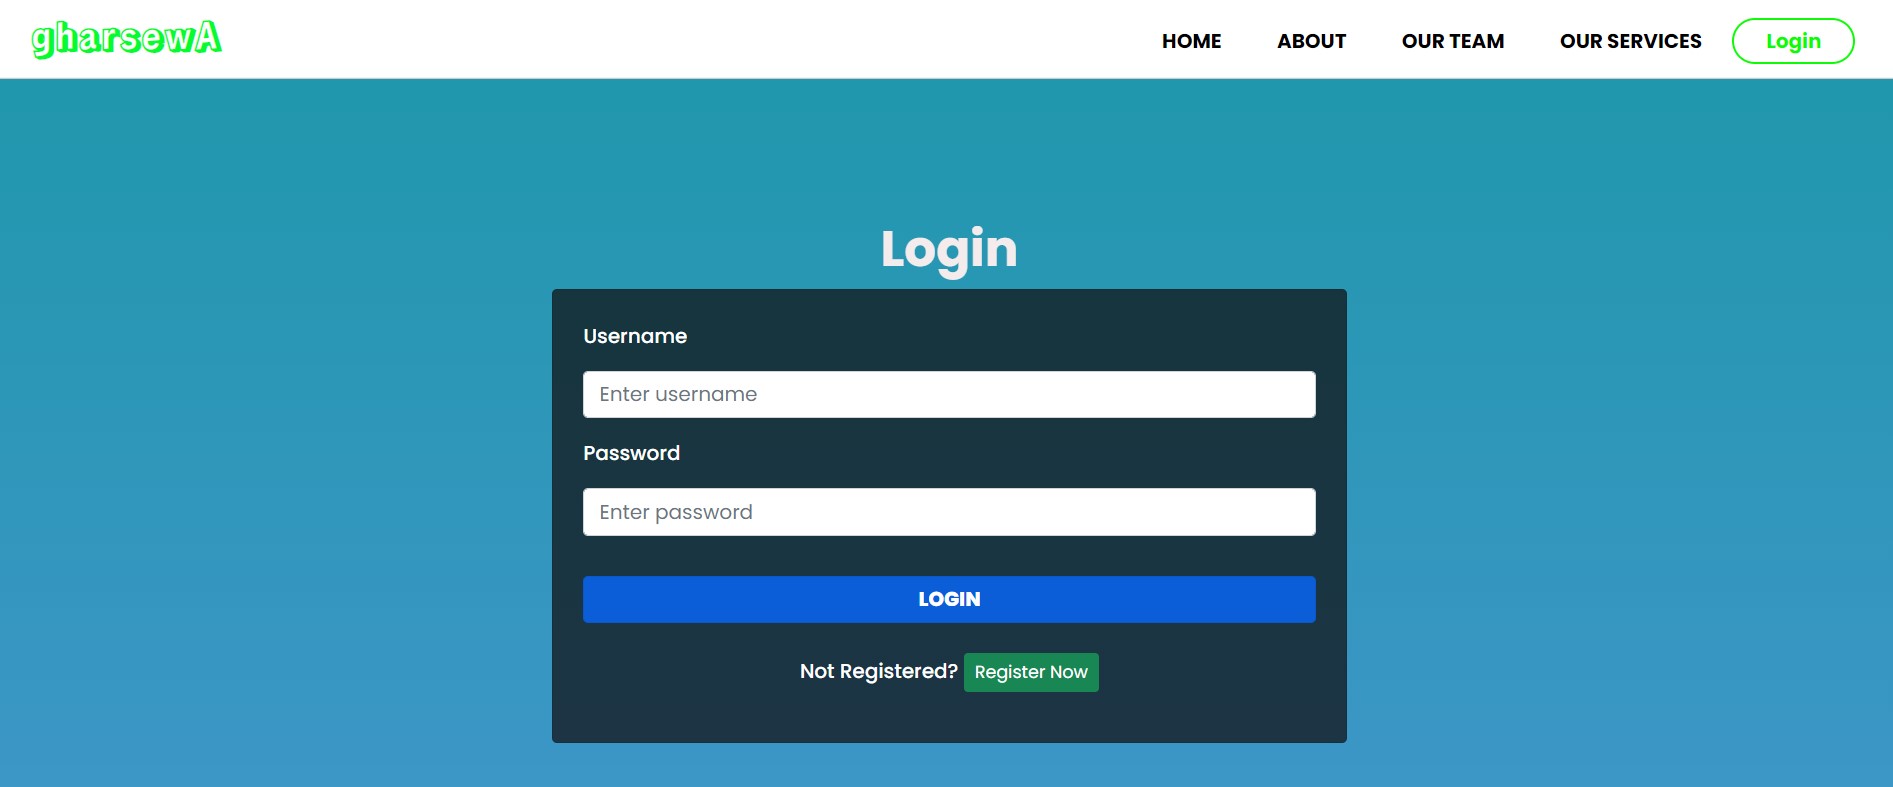 gharsewA
HOME ABOUT OUR TEAM OUR SERVICES Login
Login
Username
Enter username
Password
Enter password
LOGIN
Not Registered? Register Now